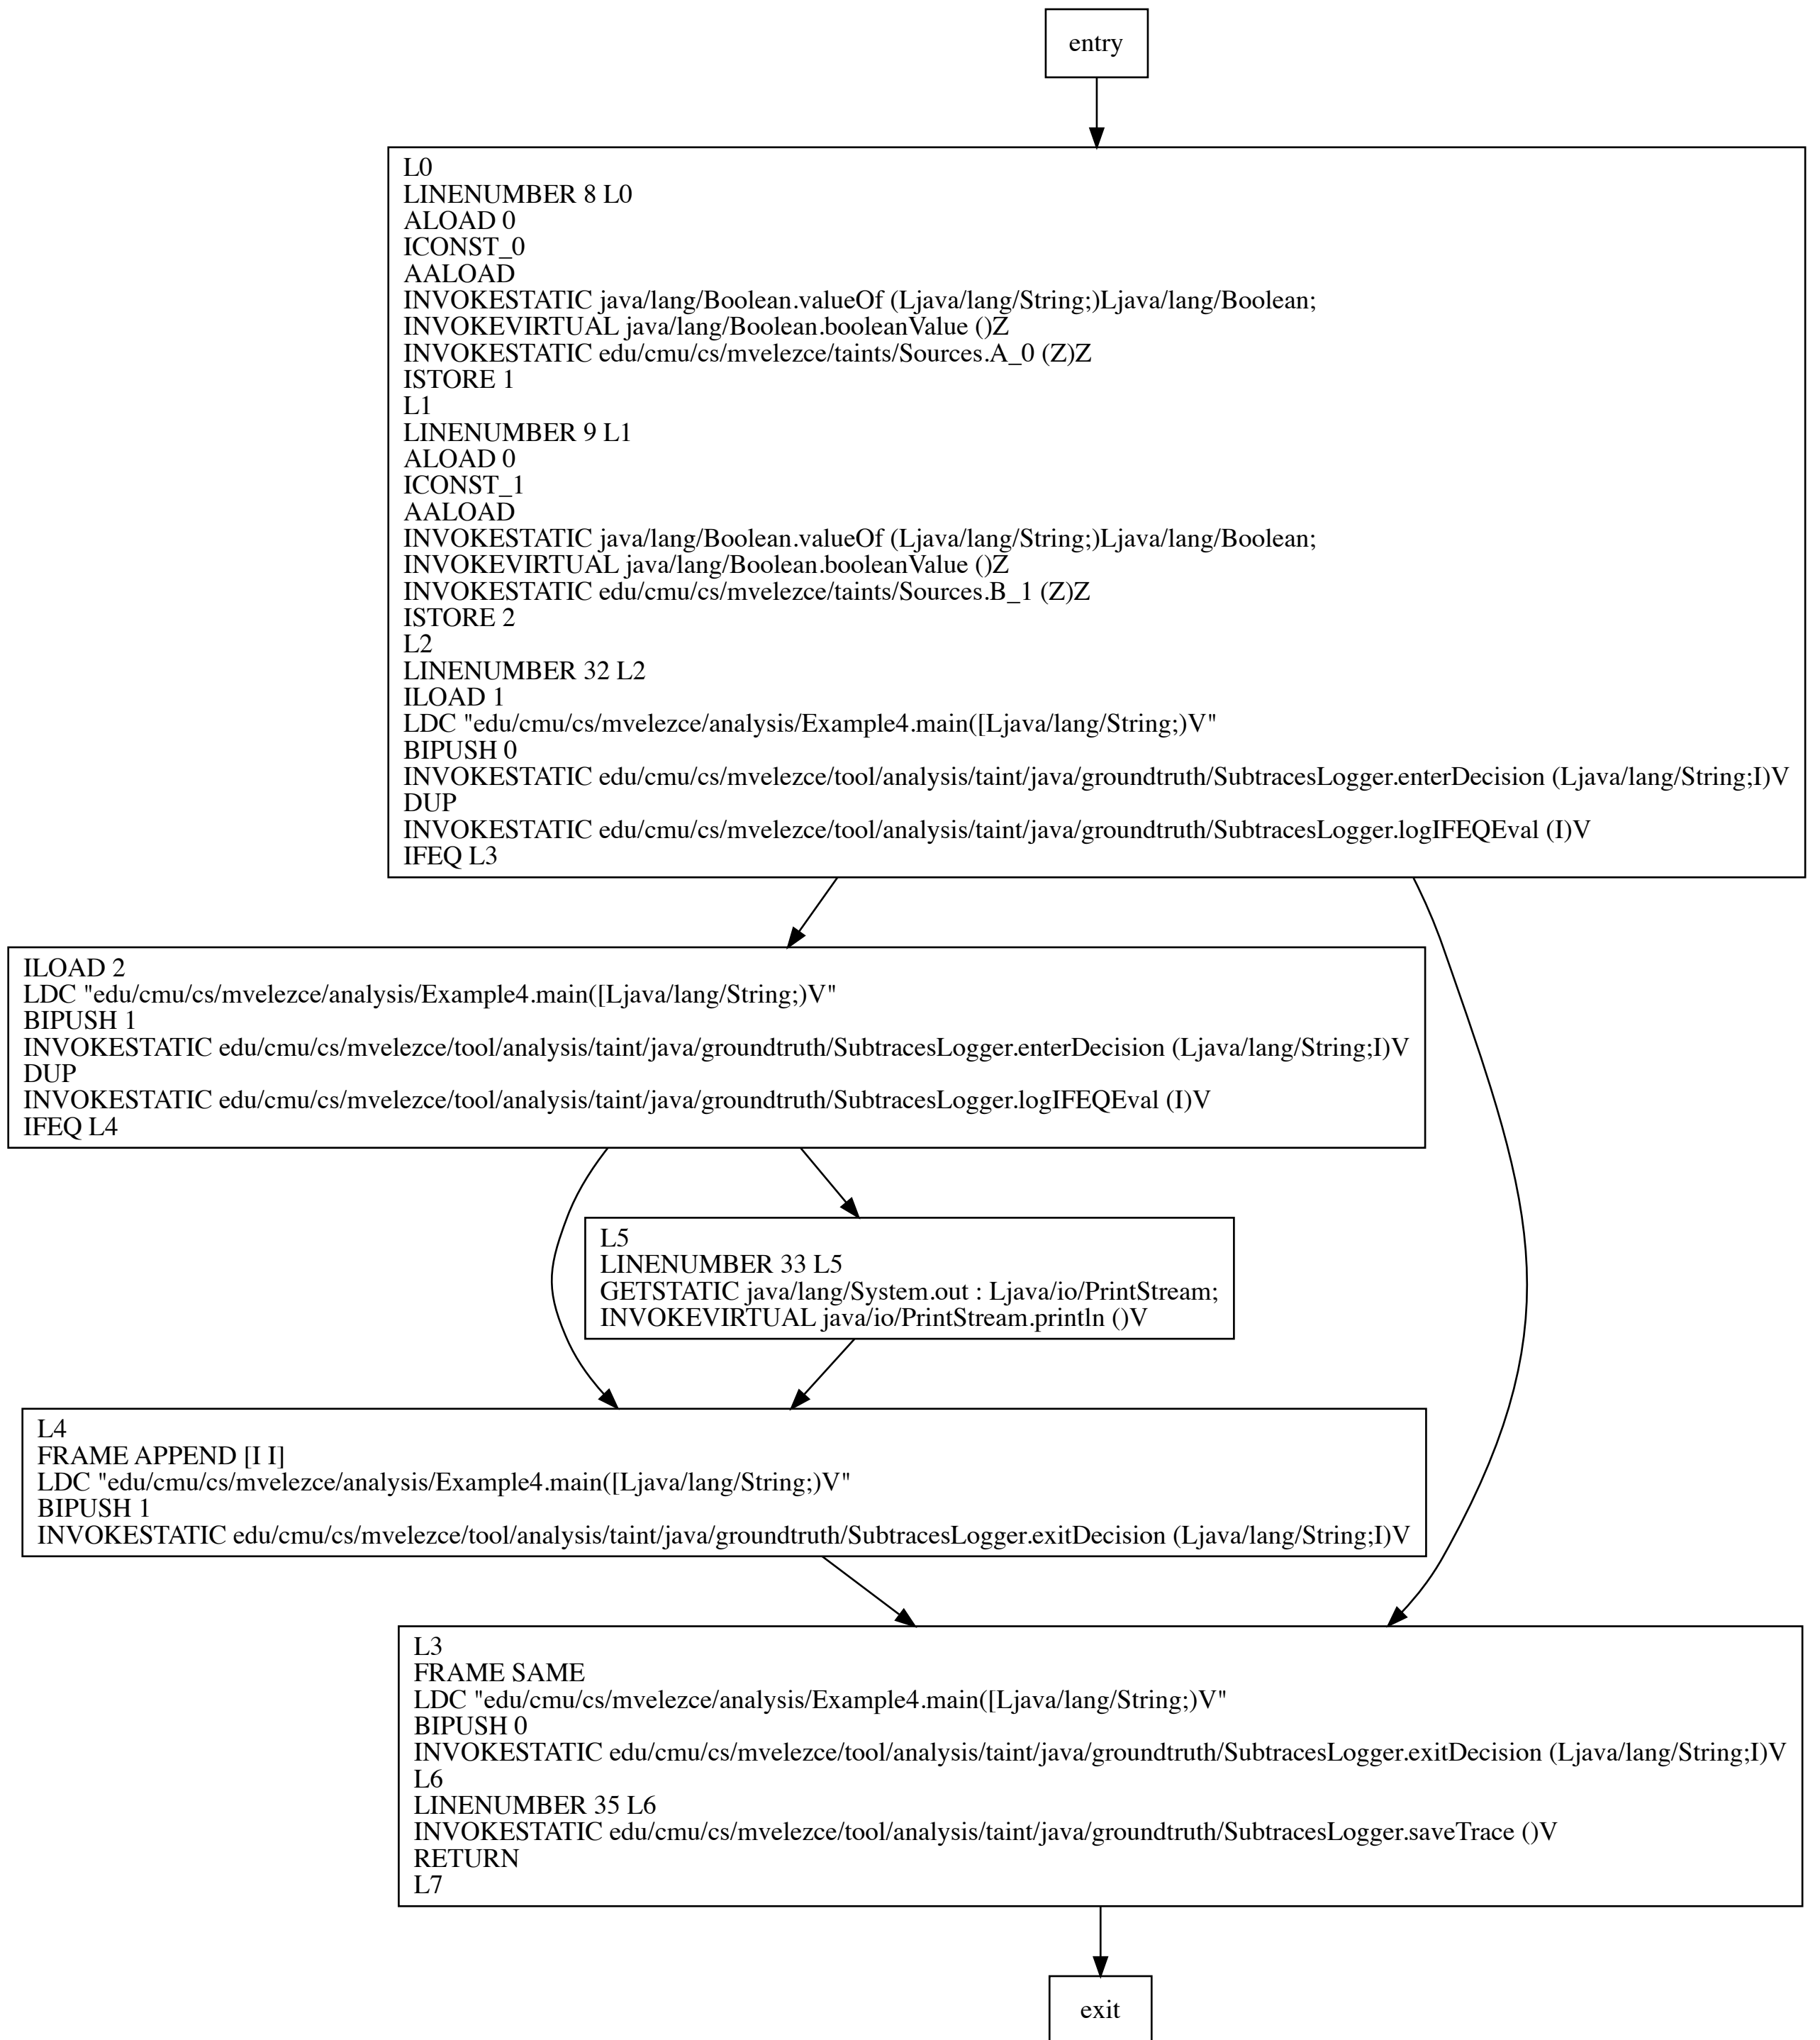 entry
L0
LINENUMBER 8 L0
ALOAD 0
ICONST_0
AALOAD
INVOKESTATIC java/lang/Boolean.valueOf (Ljava/lang/String;)Ljava/lang/Boolean;
INVOKEVIRTUAL java/lang/Boolean.booleanValue ()Z
INVOKESTATIC edu/cmu/cs/mvelezce/taints/Sources.A_0 (Z)Z
ISTORE 1
L1
LINENUMBER 9 L1
ALOAD 0
ICONST_1
AALOAD
INVOKESTATIC java/lang/Boolean.valueOf (Ljava/lang/String;)Ljava/lang/Boolean;
INVOKEVIRTUAL java/lang/Boolean.booleanValue ()Z
INVOKESTATIC edu/cmu/cs/mvelezce/taints/Sources.B_1 (Z)Z
ISTORE 2
L2
LINENUMBER 32 L2
ILOAD 1
LDC "edu/cmu/cs/mvelezce/analysis/Example4.main([Ljava/lang/String;)V"
BIPUSH 0
INVOKESTATIC edu/cmu/cs/mvelezce/tool/analysis/taint/java/groundtruth/SubtracesLogger.enterDecision (Ljava/lang/String;I)V
DUP
INVOKESTATIC edu/cmu/cs/mvelezce/tool/analysis/taint/java/groundtruth/SubtracesLogger.logIFEQEval (I)V
IFEQ L3
ILOAD 2
LDC "edu/cmu/cs/mvelezce/analysis/Example4.main([Ljava/lang/String;)V"
BIPUSH 1
INVOKESTATIC edu/cmu/cs/mvelezce/tool/analysis/taint/java/groundtruth/SubtracesLogger.enterDecision (Ljava/lang/String;I)V
DUP
INVOKESTATIC edu/cmu/cs/mvelezce/tool/analysis/taint/java/groundtruth/SubtracesLogger.logIFEQEval (I)V
IFEQ L4
L5
LINENUMBER 33 L5
GETSTATIC java/lang/System.out : Ljava/io/PrintStream;
INVOKEVIRTUAL java/io/PrintStream.println ()V
L4
FRAME APPEND [I I]
LDC "edu/cmu/cs/mvelezce/analysis/Example4.main([Ljava/lang/String;)V"
BIPUSH 1
INVOKESTATIC edu/cmu/cs/mvelezce/tool/analysis/taint/java/groundtruth/SubtracesLogger.exitDecision (Ljava/lang/String;I)V
L3
FRAME SAME
LDC "edu/cmu/cs/mvelezce/analysis/Example4.main([Ljava/lang/String;)V"
BIPUSH 0
INVOKESTATIC edu/cmu/cs/mvelezce/tool/analysis/taint/java/groundtruth/SubtracesLogger.exitDecision (Ljava/lang/String;I)V
L6
LINENUMBER 35 L6
INVOKESTATIC edu/cmu/cs/mvelezce/tool/analysis/taint/java/groundtruth/SubtracesLogger.saveTrace ()V
RETURN
L7
exit